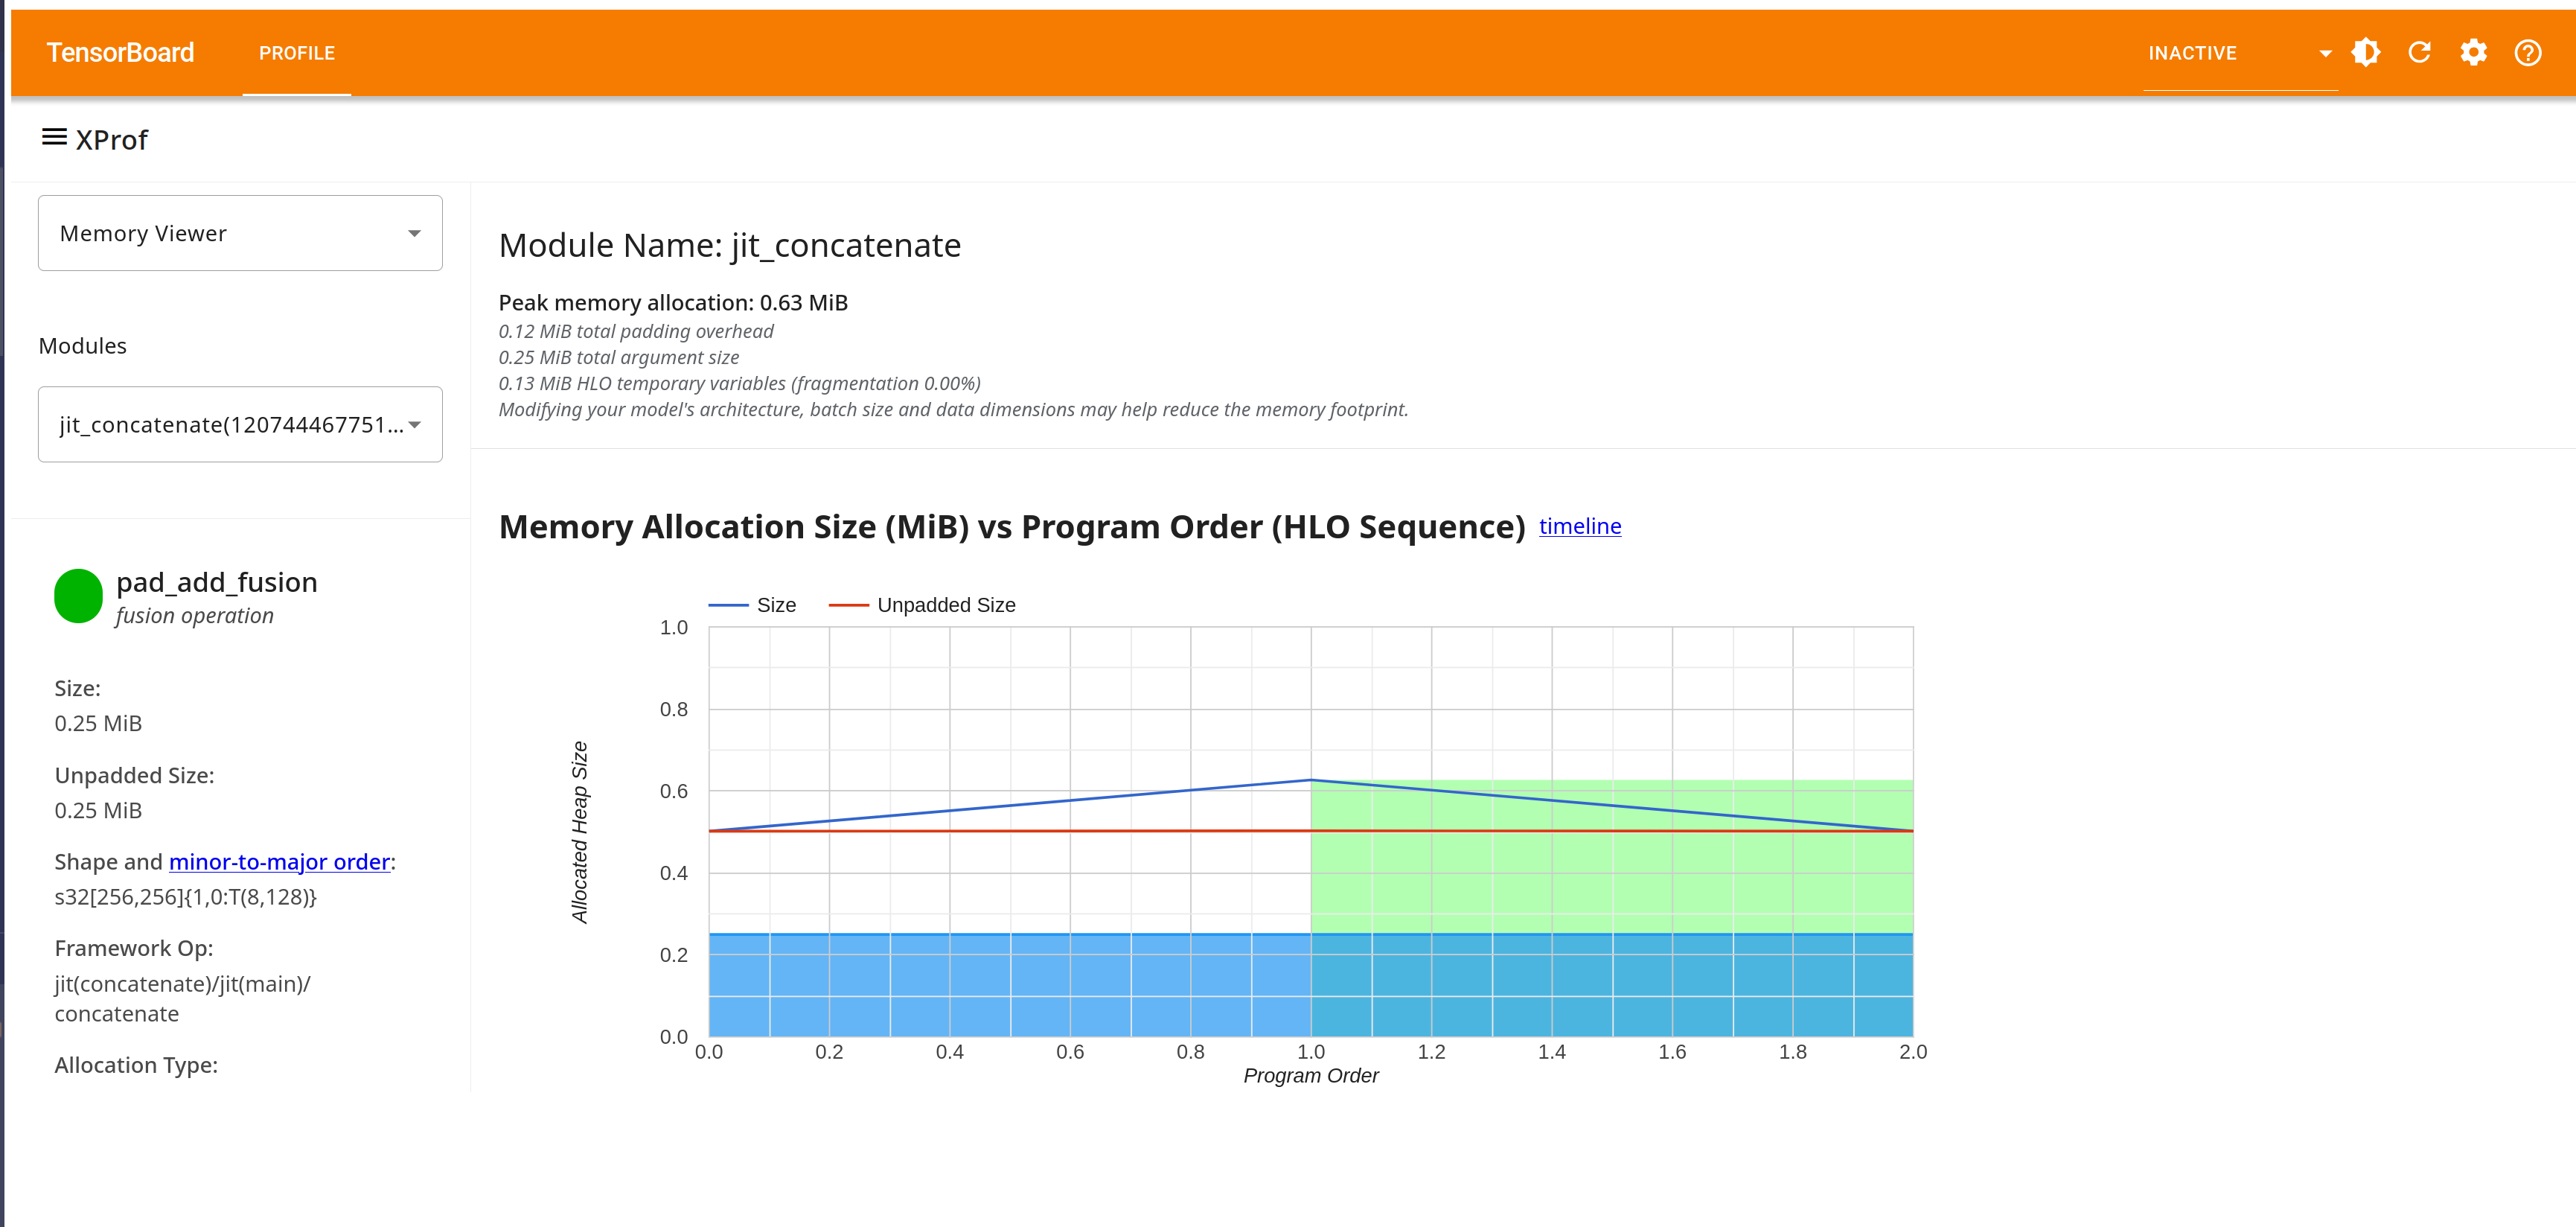 TensorBoard
PROFILE
INACTIVE
XProf
Memory Viewer
Modules
jit_concatenate(120744467751...
pad_add_fusion
fusion operation
Size:
0.25 MiB
Unpadded Size:
0.25 MiB
Shape and minor-to-major order:
s32[256,256]{1,0:T(8,128)}
Framework Op:
jit(concatenate)/jit(main)/
concatenate
Allocation Type:
Module Name: jit_concatenate
Peak memory allocation: 0.63 MiB
0.12 MiB total padding overhead
0.25 MiB total argument size
0.13 MiB HLO temporary variables (fragmentation 0.00%)
Modifying your model's architecture, batch size and data dimensions may help reduce the memory footprint.
Memory Allocation Size (MiB) vs Program Order (HLO Sequence) timeline
Size Unpadded Size
Allocated Heap Size
1.0
0.8
0.6
0.4
0.2
0.0
0.0 0.2 0.4 0.6 0.8 1.0 1.2 1.4 1.6 1.8 2.0
Program Order